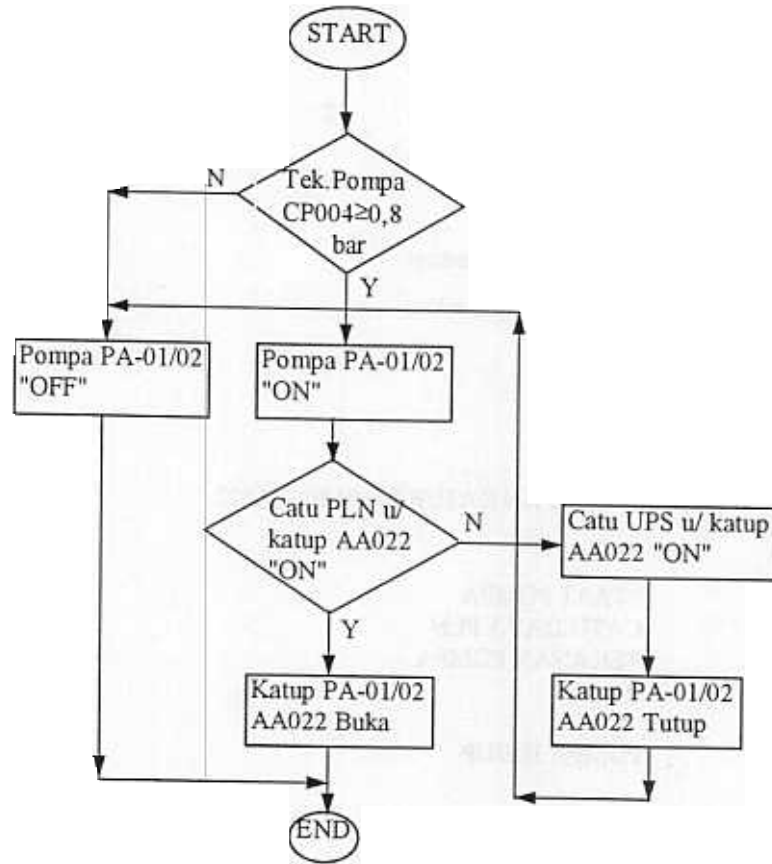 START
N
Tek.Pompa
CP004≥0,8
bar
Y
Pompa PA-01/02
"OFF"
Pompa PA-01/02
"ON"
Catu PLN u/
katup AA022
"ON"
N
Catu UPS u/ katup
AA022 "ON"
Y
Katup PA-01/02
AA022 Buka
Katup PA-01/02
AA022 Tutup
END